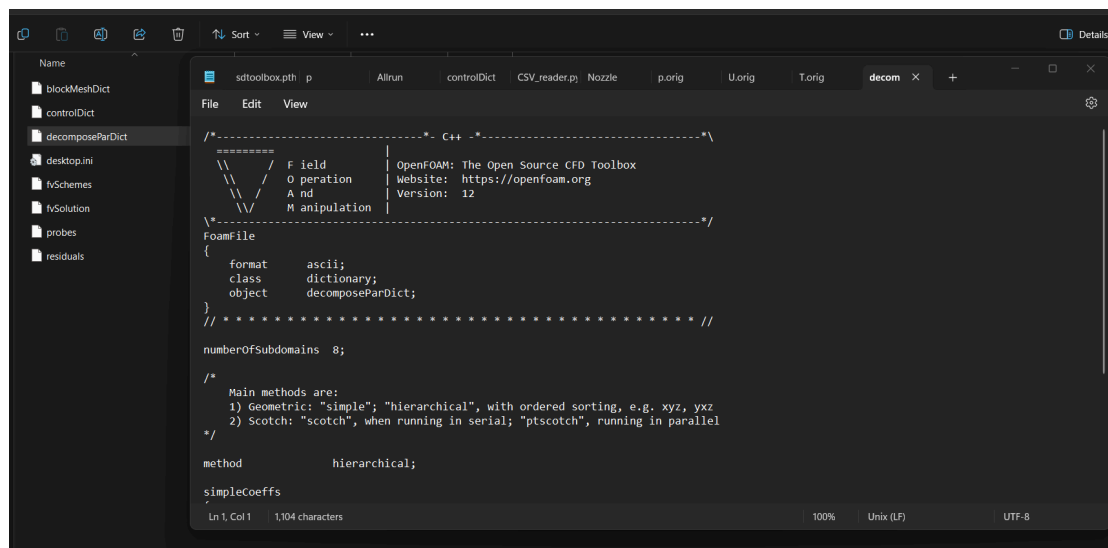 Sort
View
Details
Name
blockMeshDict
controlDict
decomposeParDict
desktop.ini
fvSchemes
fvSolution
probes
residuals
sdtoolbox.pth p Allrun controlDict CSV_reader.py Nozzle p.orig U.orig T.orig decom
File Edit View
/*--------------------------------*- C++ -*----------------------------------*\
  =========                 |
  \\      /  F ield         | OpenFOAM: The Open Source CFD Toolbox
   \\    /   O peration     | Website:  https://openfoam.org
    \\  /    A nd           | Version:  12
     \\/     M anipulation  |
\*---------------------------------------------------------------------------*/
FoamFile
{
    format      ascii;
    class       dictionary;
    object      decomposeParDict;
}
// * * * * * * * * * * * * * * * * * * * * * * * * * * * * * * * * * * * * * //
numberOfSubdomains  8;
/*
    Main methods are:
    1) Geometric: "simple"; "hierarchical", with ordered sorting, e.g. xyz, yxz
    2) Scotch: "scotch", when running in serial; "ptscotch", running in parallel
*/
method              hierarchical;
simpleCoeffs
Ln 1, Col 1 1,104 characters 100% Unix (LF) UTF-8